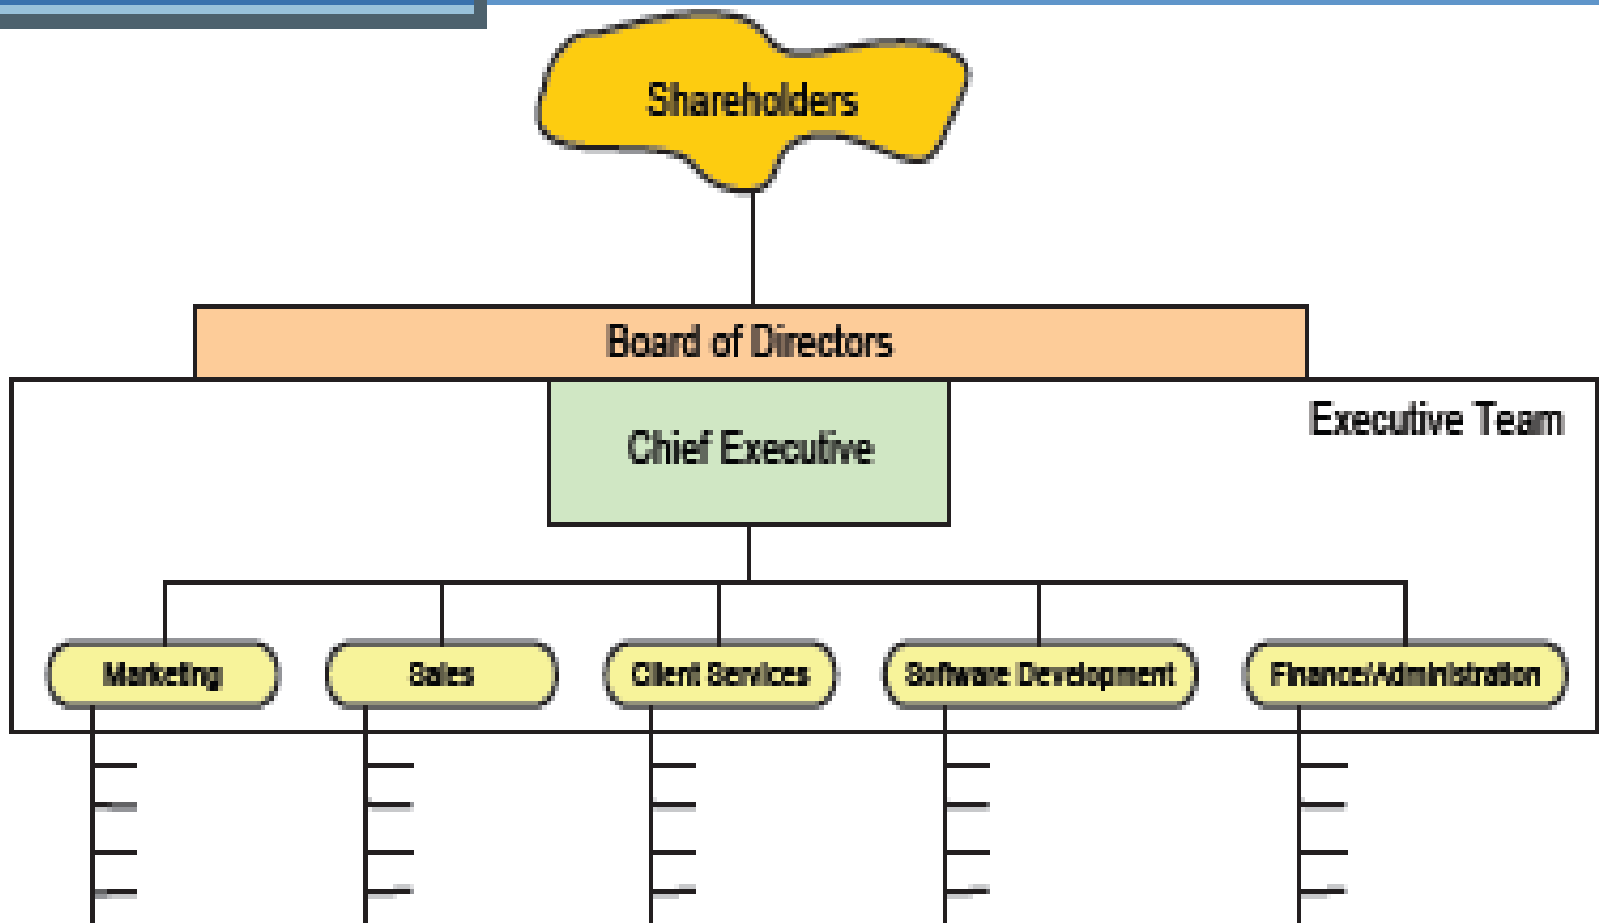 Shareholders
Board of Directors
Executive Team
Chief Executive
Marketing
Sales
Client Services
Software Development
Finance/Administration